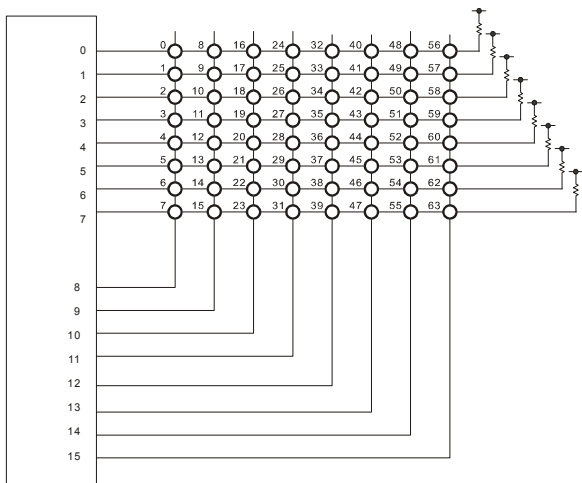 0 0 8 16 24 32 40 48 56
1 1 9 17 25 33 41 49 57
2 2 10 18 26 34 42 50 58
3 3 11 19 27 35 43 51 59
4 4 12 20 28 36 44 52 60
5 5 13 21 29 37 45 53 61
6 6 14 22 30 38 46 54 62
7 7 15 23 31 39 47 55 63
8
9
10
11
12
13
14
15